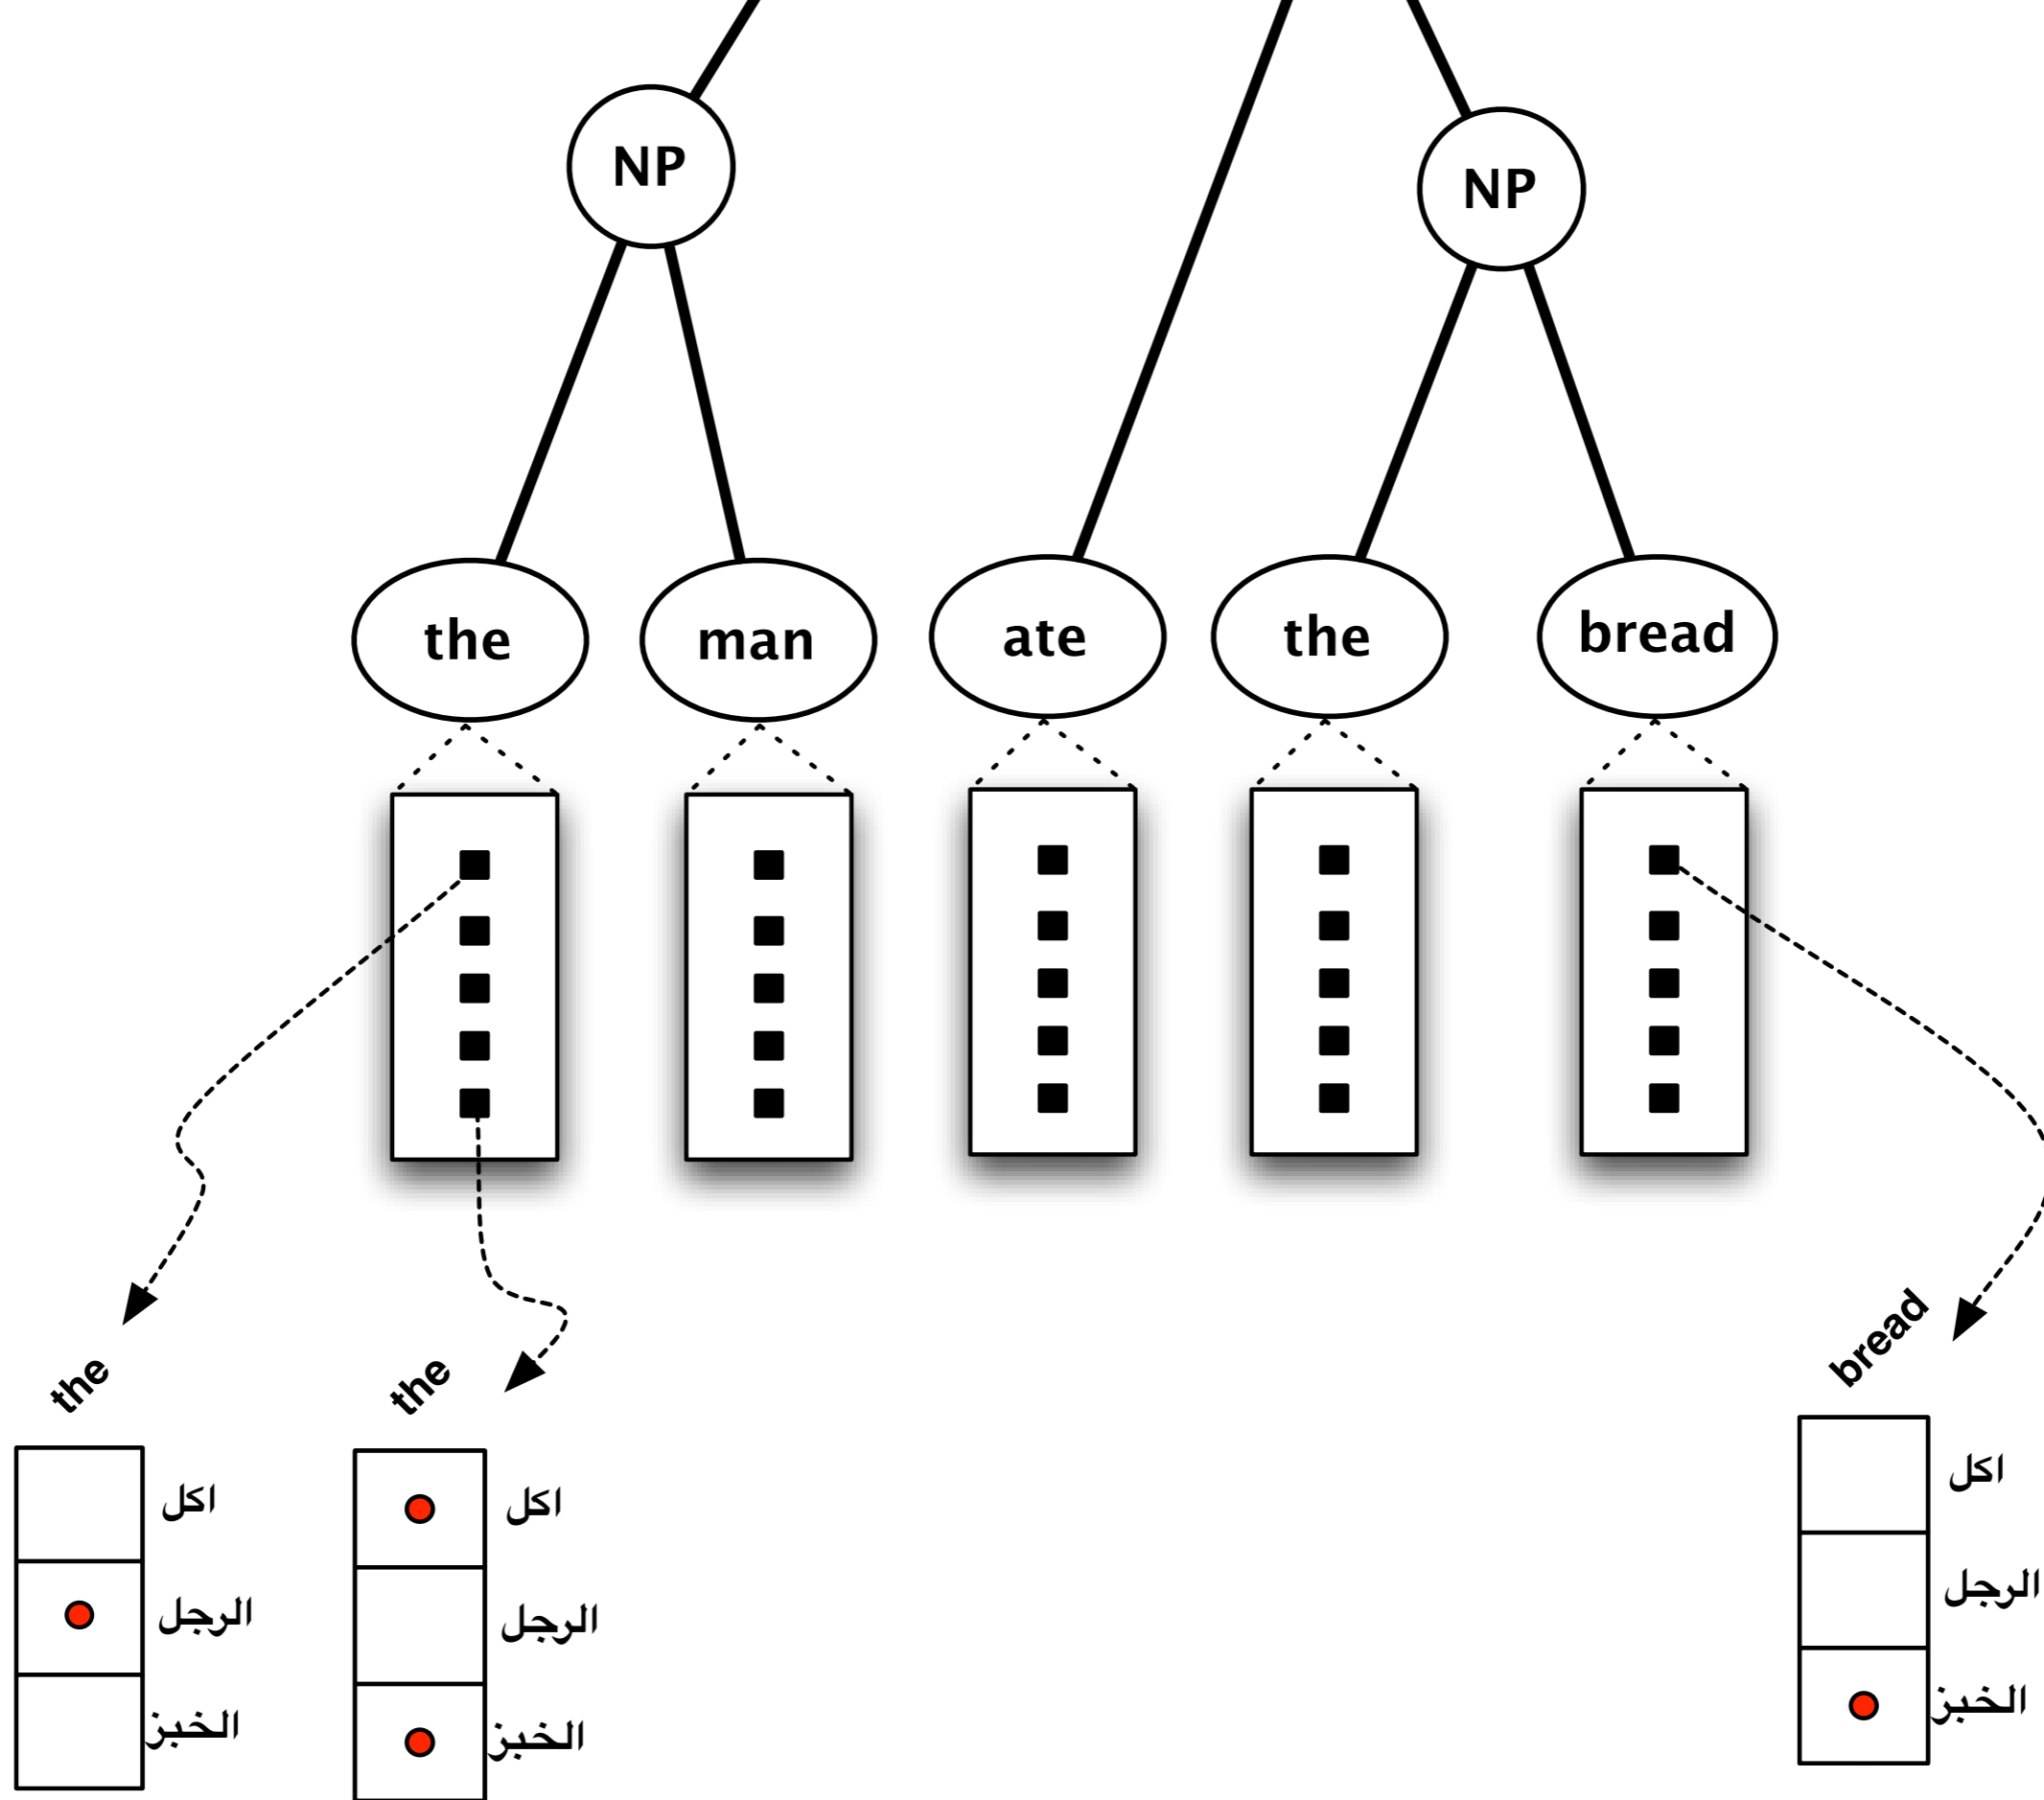 NP
NP
the
man
ate
the
bread
the
the
bread
اكل
الرجل
الخبز
اكل
الرجل
الخبز
اكل
الرجل
الخبز